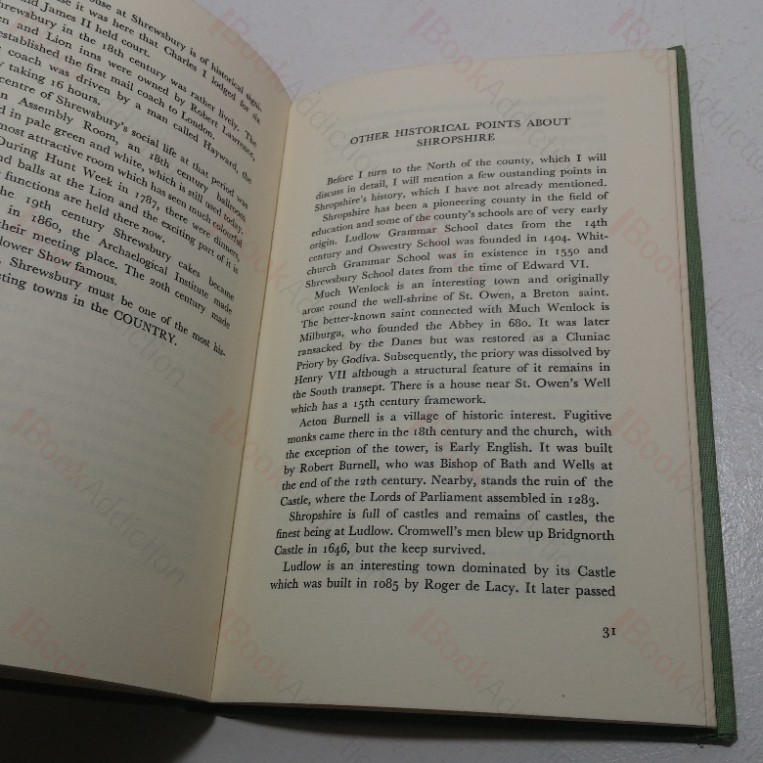 ouse at Shrewsbury is of historical
e it was here that Charles I lodged for six
nd James II held court.
rewsbury in the 18th century was rather lively. The
en and Lion inns were owned by Robert Lawrence,
established the first mail coach to London.
coach was driven by a man called Hayward, the
y taking 16 hours.
centre of Shrewsbury's social life at that period was
n Assembly Room, an 18th century ballroom
d in pale green and white, which is still used today.
most attractive room which has seen much colourful
During Hunt Week in 1787, there were dinners,
nd balls at the Lion and the exciting part of it is
functions are held there now.
he 19th century Shrewsbury cakes became
in 1860, the Archaelogical Institute made
heir meeting place. The 20th century made
lower Show famous.
Shrewsbury must be one of the most his-
sting towns in the COUNTRY.
OTHER HISTORICAL POINTS ABOUT
SHROPSHIRE
Before I turn to the North of the county, which I will
discuss in detail, I will mention a few oustanding points in
Shropshire's history, which I have not already mentioned.
Shropshire has been a pioneering county in the field of
education and some of the county's schools are of very early
origin. Ludlow Grammar School dates from the 14th
century and Oswestry School was founded in 1404. Whit-
church Grammar School was in existence in 1550 and
Shrewsbury School dates from the time of Edward VI.
Much Wenlock is an interesting town and originally
arose round the well-shrine of St. Owen, a Breton saint.
The better-known saint connected with Much Wenlock is
Milburga, who founded the Abbey in 680. It was later
ransacked by the Danes but was restored as a Cluniac
Priory by Godiva. Subsequently, the priory was dissolved by
Henry VII although a structural feature of it remains in
the South transept. There is a house near St. Owen's Well
which has a 15th century framework.
Acton Burnell is a village of historic interest. Fugitive
monks came there in the 18th century and the church, with
the exception of the tower, is Early English. It was built
by Robert Burnell, who was Bishop of Bath and Wells at
the end of the 12th century. Nearby, stands the ruin of the
Castle, where the Lords of Parliament assembled in 1283.
Shropshire is full of castles and remains of castles, the
finest being at Ludlow. Cromwell's men blew up Bridgnorth
Castle in 1646, but the keep survived.
Ludlow is an interesting town dominated by its Castle
which was built in 1085 by Roger de Lacy. It later passed
31